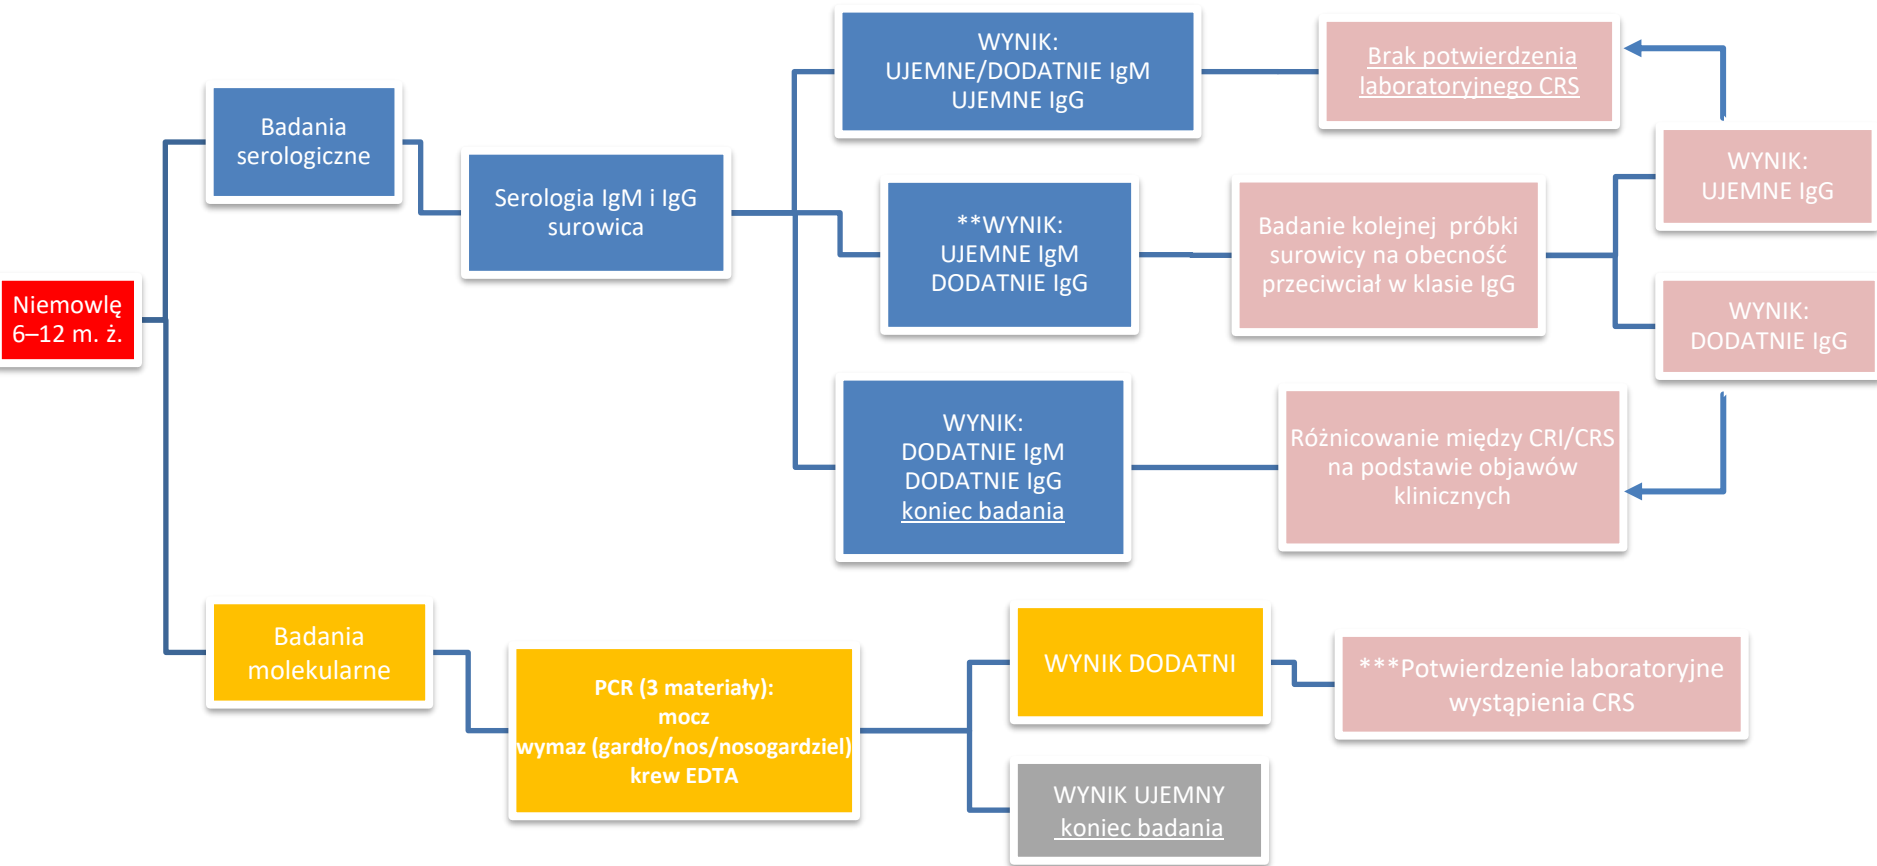 Niemowlę
6–12 m. ż.
Badania
serologiczne
Serologia IgM i IgG
surowica
WYNIK:
UJEMNE/DODATNIE IgM
UJEMNE IgG
Brak potwierdzenia
laboratoryjnego CRS
**WYNIK:
UJEMNE IgM
DODATNIE IgG
Badanie kolejnej próbki
surowicy na obecność
przeciwciał w klasie IgG
WYNIK:
UJEMNE IgG
WYNIK:
DODATNIE IgG
WYNIK:
DODATNIE IgM
DODATNIE IgG
koniec badania
Różnicowanie między CRI/CRS
na podstawie objawów
klinicznych
Badania
molekularne
PCR (3 materiały):
mocz
wymaz (gardło/nos/nosogardziel)
krew EDTA
WYNIK DODATNI
***Potwierdzenie laboratoryjne
wystąpienia CRS
WYNIK UJEMNY
koniec badania